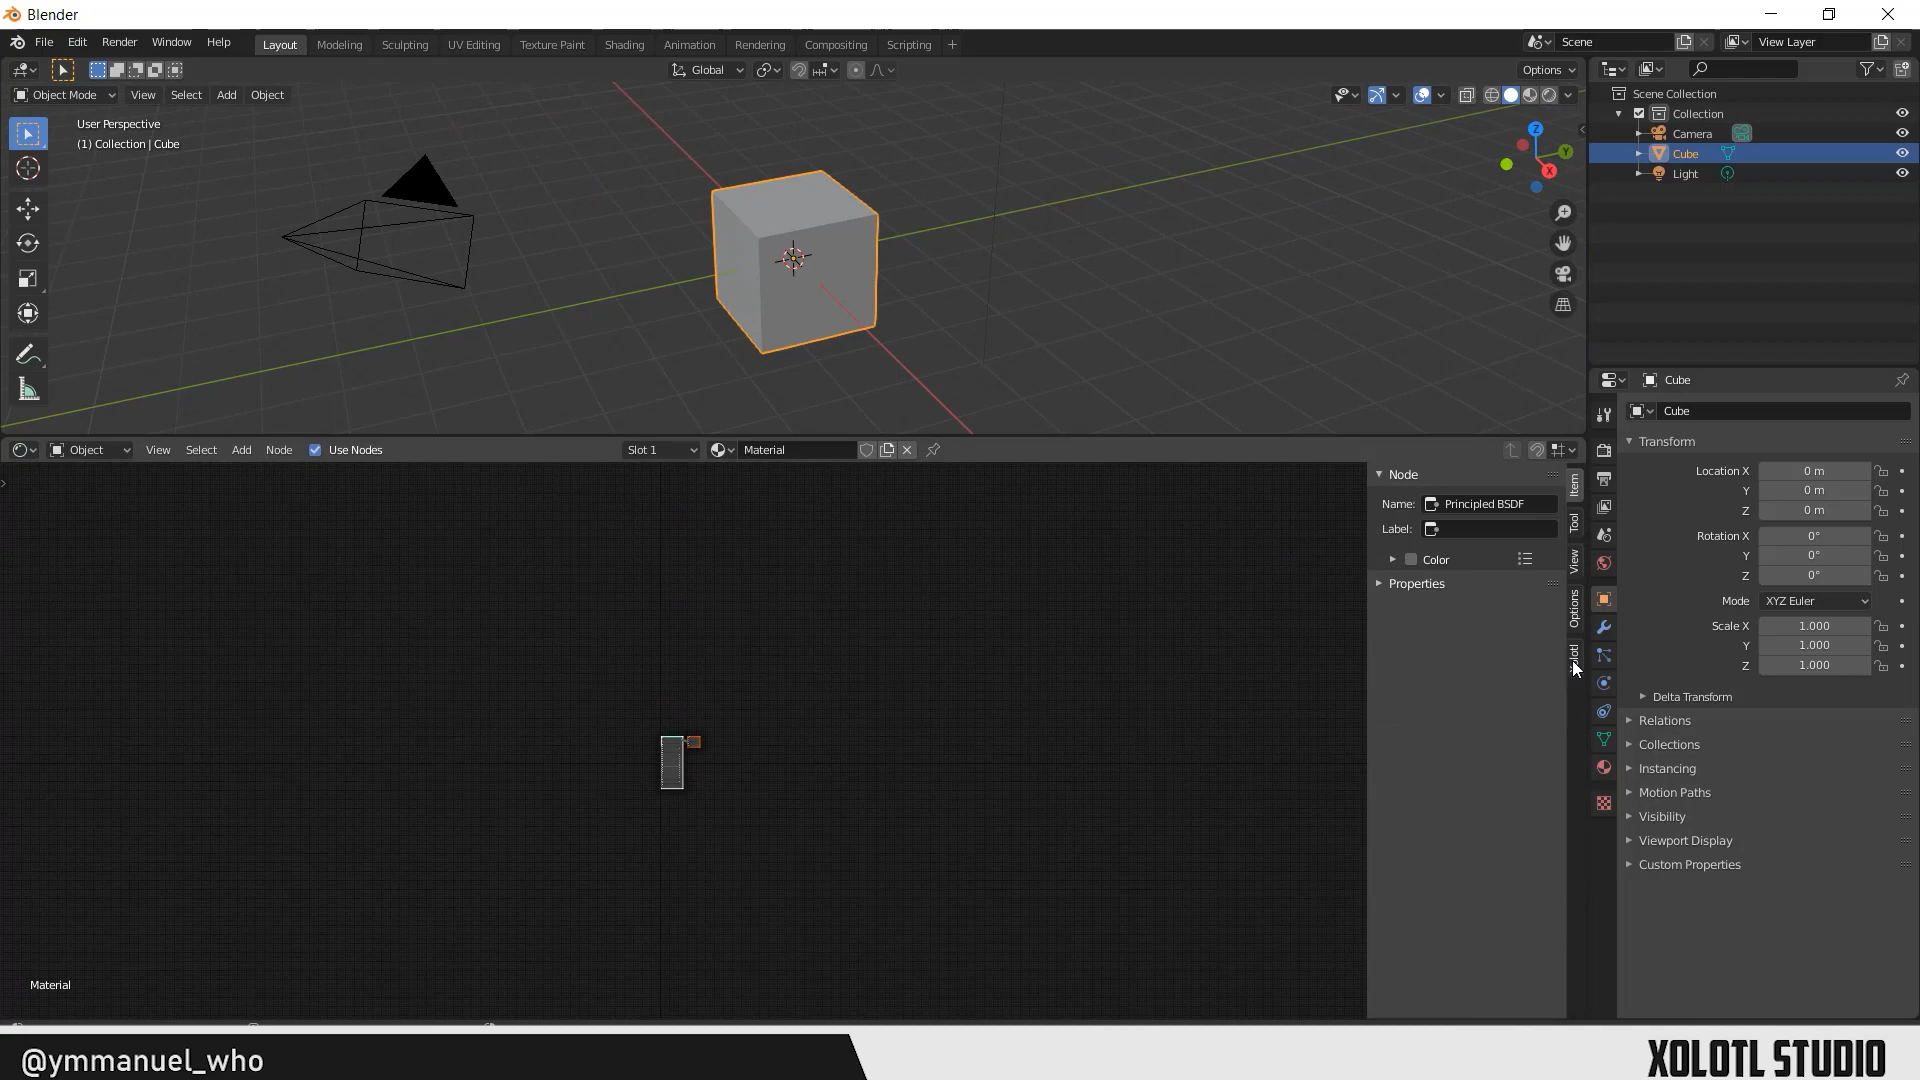 Blender
File Edit Render Window Help Layout Modeling Sculpting UV Editing Texture Paint Shading Animation Rendering Compositing Scripting + Scene View Layer
Global Options
Object Mode View Select Add Object
User Perspective
(1) Collection | Cube
Z
Y
X
Scene Collection
Collection
Camera
Cube
Light
Cube
Cube
Transform
Location X 0 m
Y 0 m
Z 0 m
Rotation X 0°
Y 0°
Z 0°
Mode XYZ Euler
Scale X 1.000
Y 1.000
Z 1.000
Delta Transform
Relations
Collections
Instancing
Motion Paths
Visibility
Viewport Display
Custom Properties
Object View Select Add Node Use Nodes Slot 1 Material
Node
Name: Principled BSDF
Label:
Color
Properties
Item
Tool
View
Options
Material
@ymmanuel_who
XOLOTL STUDIO